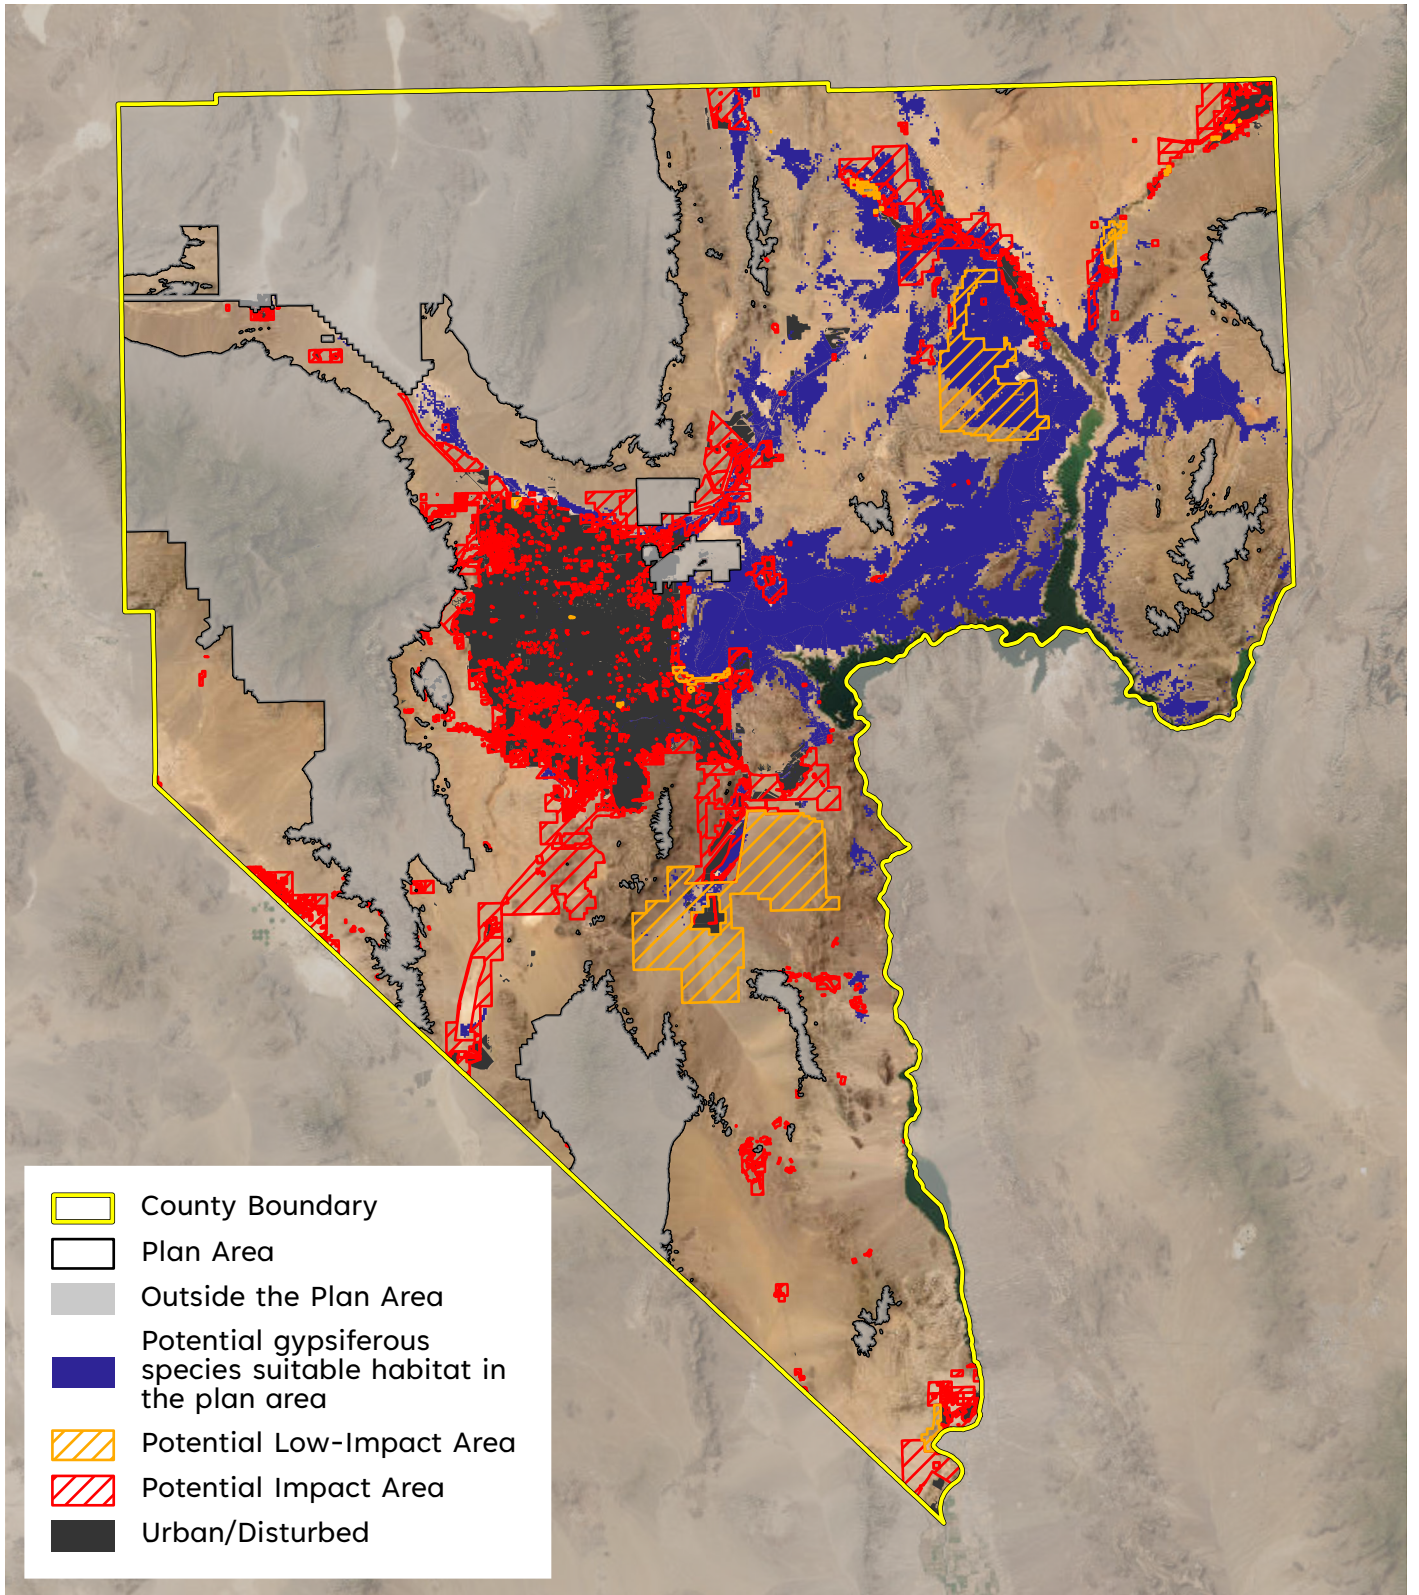 County Boundary
Plan Area
Outside the Plan Area
Potential gypsiferous
species suitable habitat in
the plan area
Potential Low-Impact Area
Potential Impact Area
Urban/Disturbed